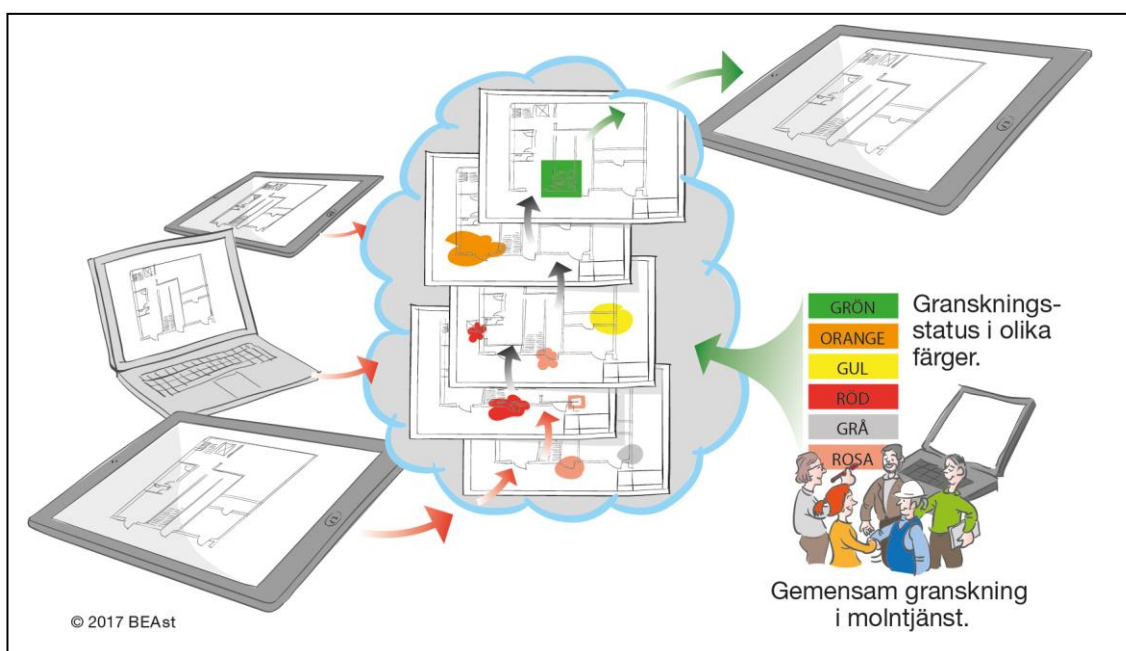 GRÖN
ORANGE
GUL
RÖD
GRÅ
ROSA
Gransknings-
status i olika
färger.
Gemensam granskning
i molntjänst.
© 2017 BEAst